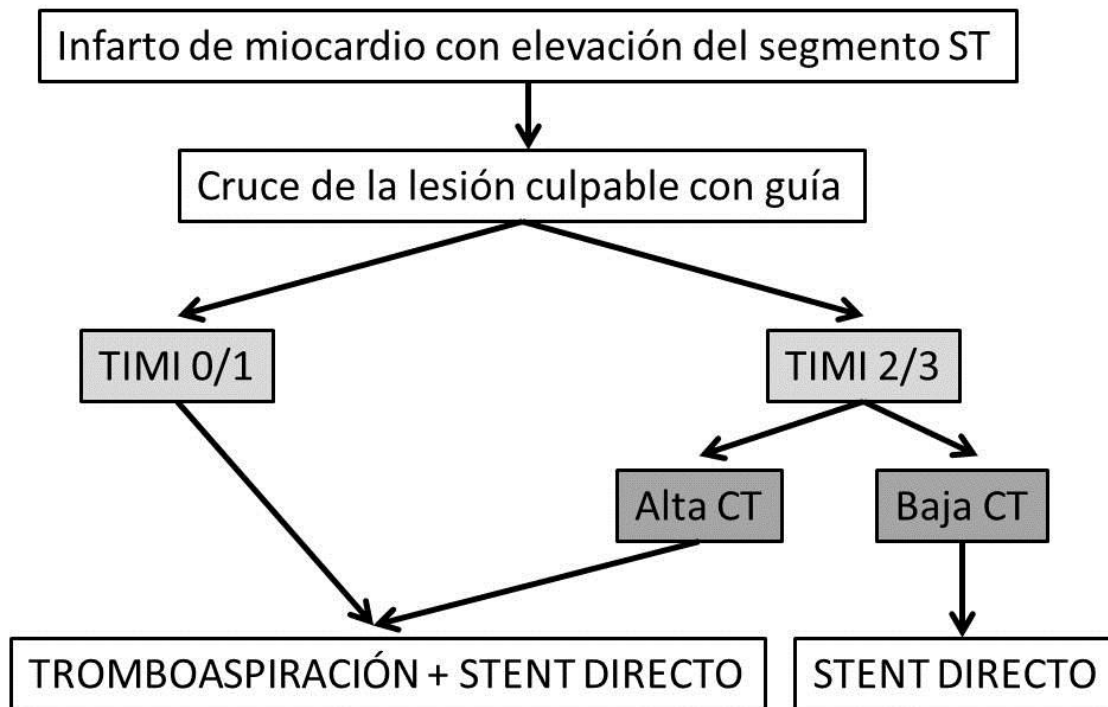 Infarto de miocardio con elevación del segmento ST
Cruce de la lesión culpable con guía
TIMI 0/1
TIMI 2/3
Alta CT
Baja CT
TROMBOASPIRACIÓN + STENT DIRECTO
STENT DIRECTO